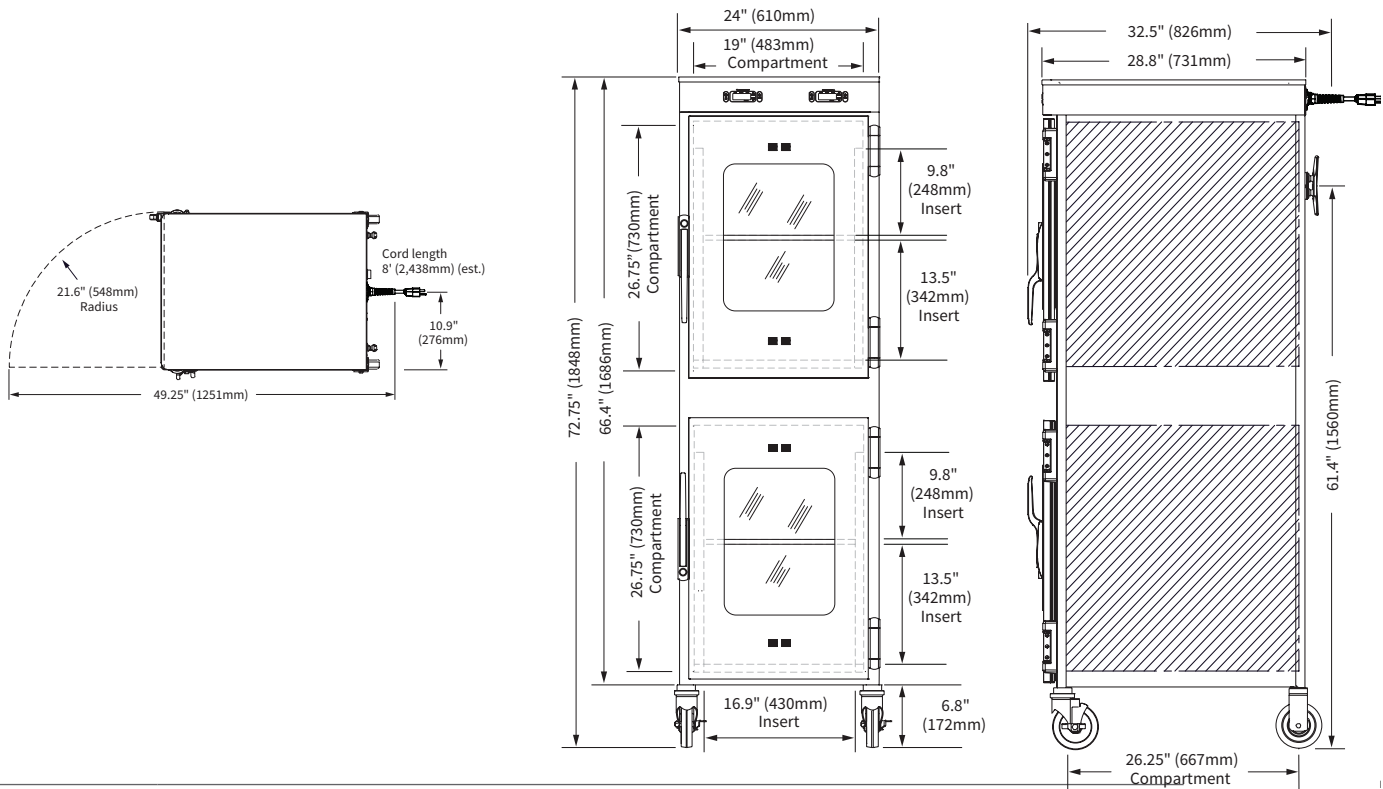 Cord length
8' (2,438mm) (est.)
21.6" (548mm)
Radius
10.9"
(276mm)
49.25" (1251mm)
24" (610mm)
19" (483mm)
Compartment
72.75" (1848mm)
66.4" (1686mm)
26.75" (730mm)
Compartment
9.8"
(248mm)
Insert
13.5"
(342mm)
Insert
26.75" (730mm)
Compartment
9.8"
(248mm)
Insert
13.5"
(342mm)
Insert
16.9" (430mm)
Insert
6.8"
(172mm)
32.5" (826mm)
28.8" (731mm)
61.4" (1560mm)
26.25" (667mm)
Compartment